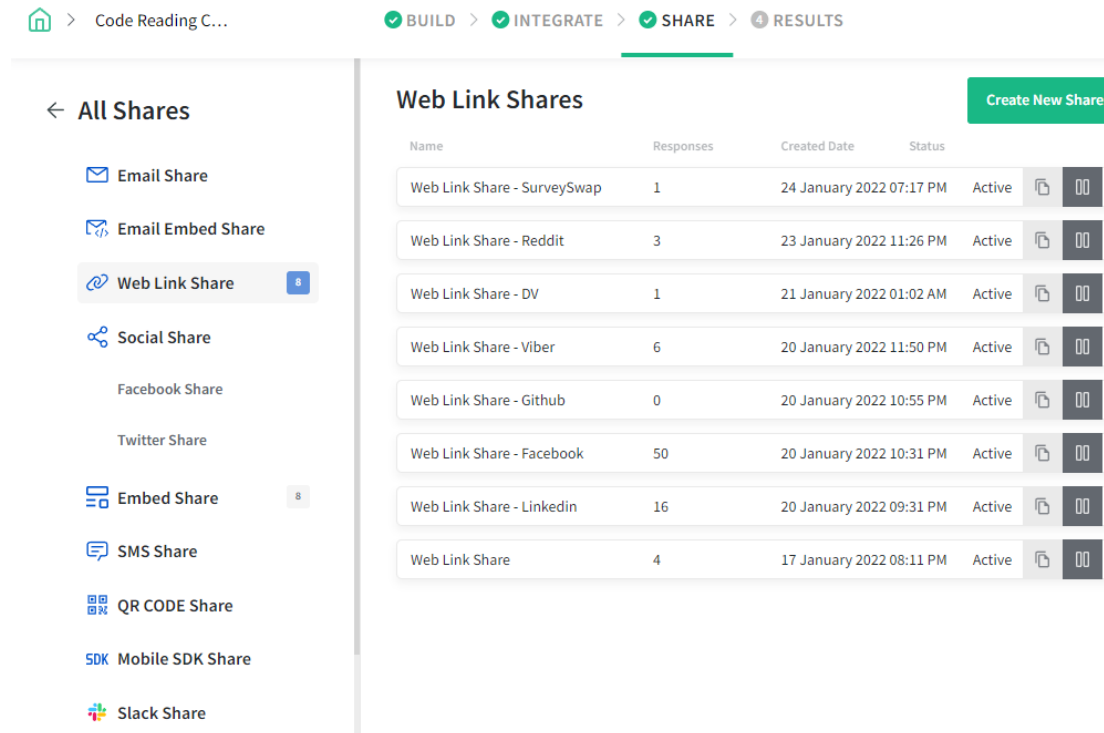 Code Reading C...
BUILD > INTEGRATE > SHARE > 4 RESULTS
All Shares
Email Share
Email Embed Share
Web Link Share 8
Social Share
Facebook Share
Twitter Share
Embed Share 8
SMS Share
QR CODE Share
SDK Mobile SDK Share
Slack Share
Web Link Shares
Create New Share
Name Responses Created Date Status
Web Link Share - SurveySwap 1 24 January 2022 07:17 PM Active
Web Link Share - Reddit 3 23 January 2022 11:26 PM Active
Web Link Share - DV 1 21 January 2022 01:02 AM Active
Web Link Share - Viber 6 20 January 2022 11:50 PM Active
Web Link Share - Github 0 20 January 2022 10:55 PM Active
Web Link Share - Facebook 50 20 January 2022 10:31 PM Active
Web Link Share - Linkedin 16 20 January 2022 09:31 PM Active
Web Link Share 4 17 January 2022 08:11 PM Active